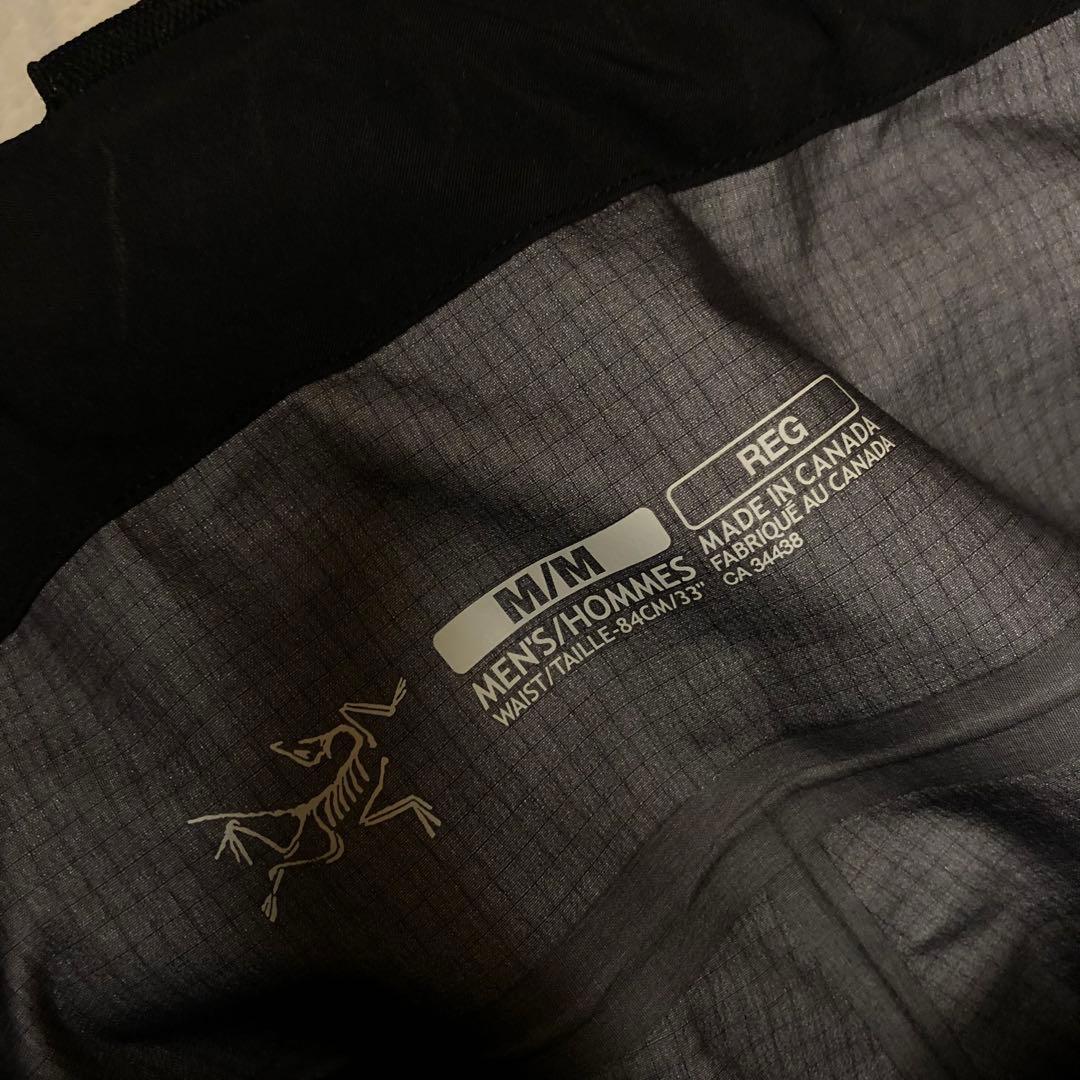 M/M
MEN'S/HOMMES
WAIST/TAILLE-84CM/33"
REG
MADE IN CANADA
FABRIQUÉ AU CANADA
CA 34438